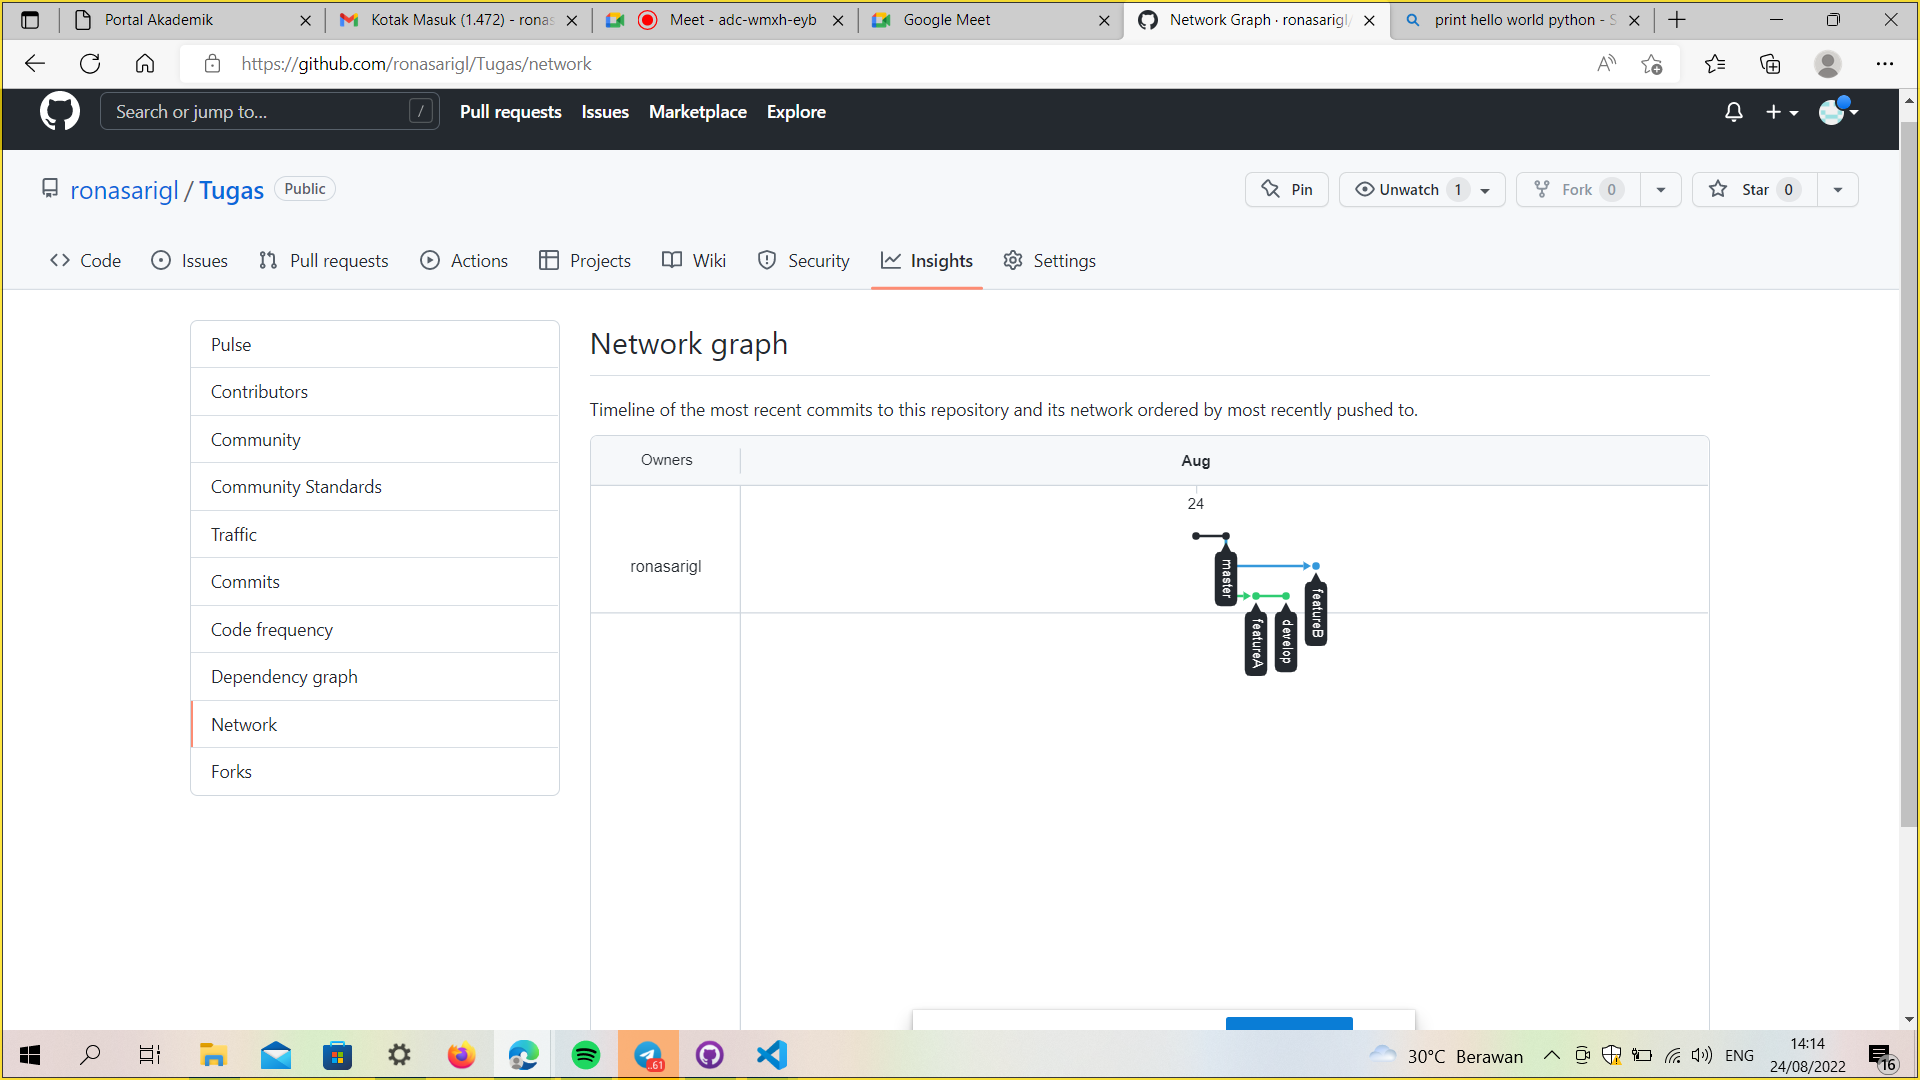 Portal Akademik
Kotak Masuk (1.472) - ronas
Meet - adc-wmxh-eyb
Google Meet
Network Graph · ronasarigl/
print hello world python - S
https://github.com/ronasarigl/Tugas/network
Search or jump to...
/
Pull requests
Issues
Marketplace
Explore
ronasarigl / Tugas
Public
Pin
Unwatch 1
Fork 0
Star 0
Code
Issues
Pull requests
Actions
Projects
Wiki
Security
Insights
Settings
Pulse
Contributors
Community
Community Standards
Traffic
Commits
Code frequency
Dependency graph
Network
Forks
Network graph
Timeline of the most recent commits to this repository and its network ordered by most recently pushed to.
Owners
Aug
24
ronasarigl
master
featureB
featureA
develop
..61
30°C Berawan
ENG
14:14
24/08/2022
16